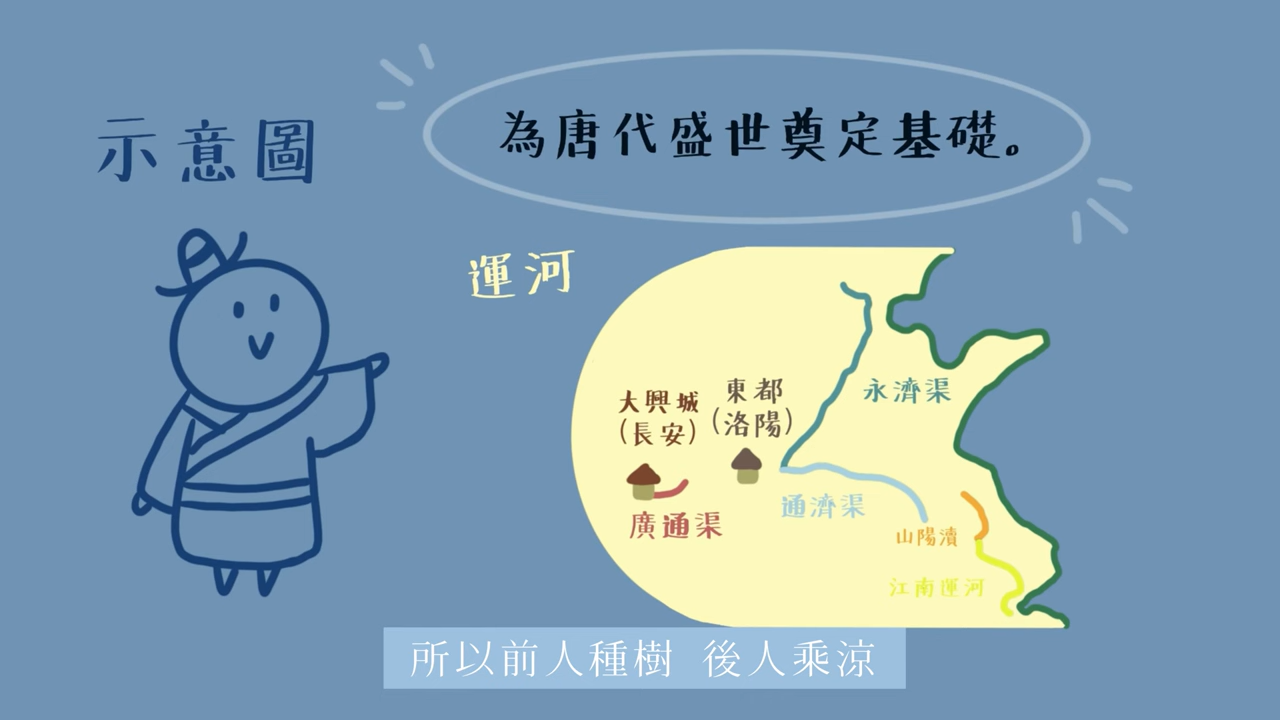 示意圖
為唐代盛世奠定基礎。
運河
大興城
(長安)
東都
(洛陽)
永濟渠
通濟渠
廣通渠
山陽瀆
江南運河
所以前人種樹 後人乘涼